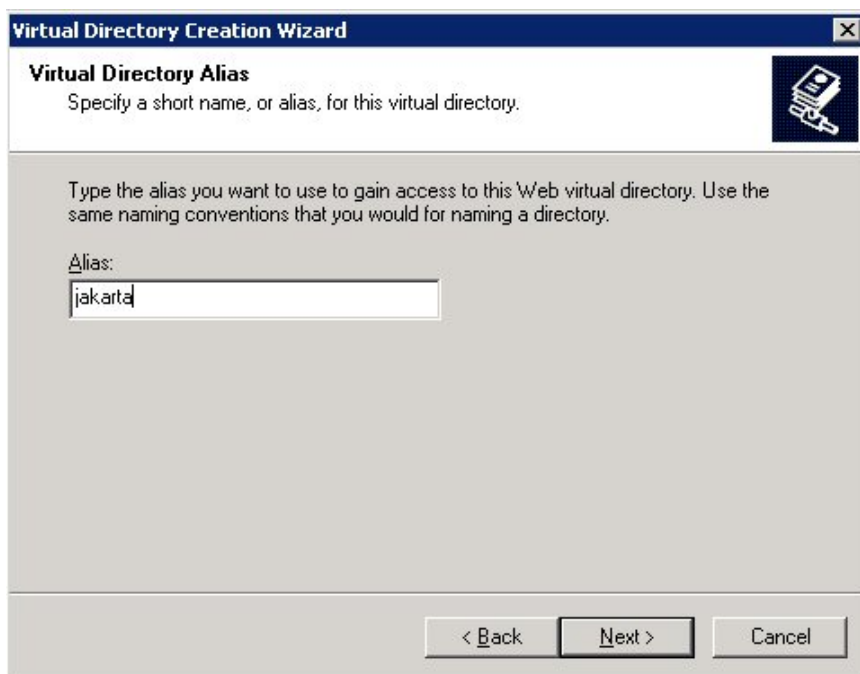 Virtual Directory Creation Wizard
Virtual Directory Alias
Specify a short name, or alias, for this virtual directory.
Type the alias you want to use to gain access to this Web virtual directory. Use the
same naming conventions that you would for naming a directory.
Alias:
jakarta
< Back Next > Cancel